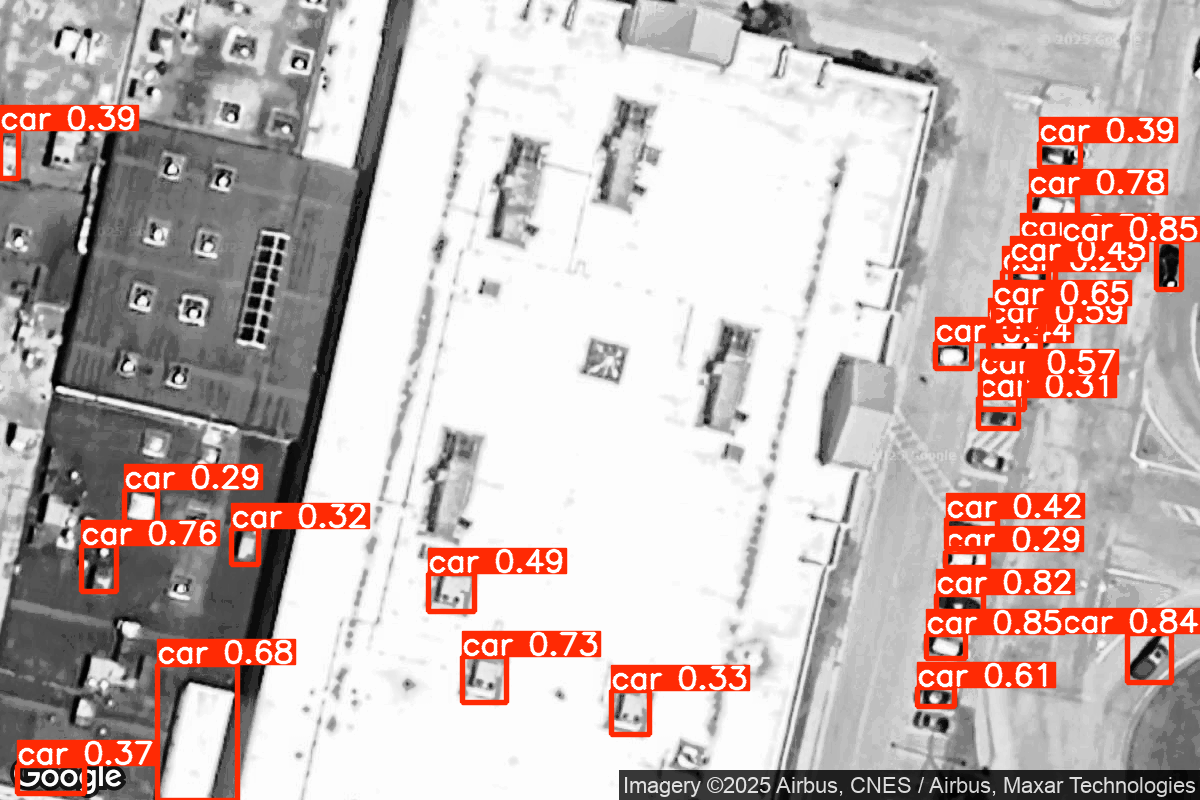 © 2025 Google
car 0.39
car 0.39
car 0.78
car 0.85
car 0.45
car 0.65
0.59
car
car 0.57
car 0.31
2025 Google
car 0.29
car 0.42
car 0.32
car 0.76
car 0.29
car 0.49
car 0.82
car 0.85
car 0.84
car 0.73
car 0.68
car 0.61
car 0.33
car 0.37
Google
Imagery ©2025 Airbus, CNES / Airbus, Maxar Technologies